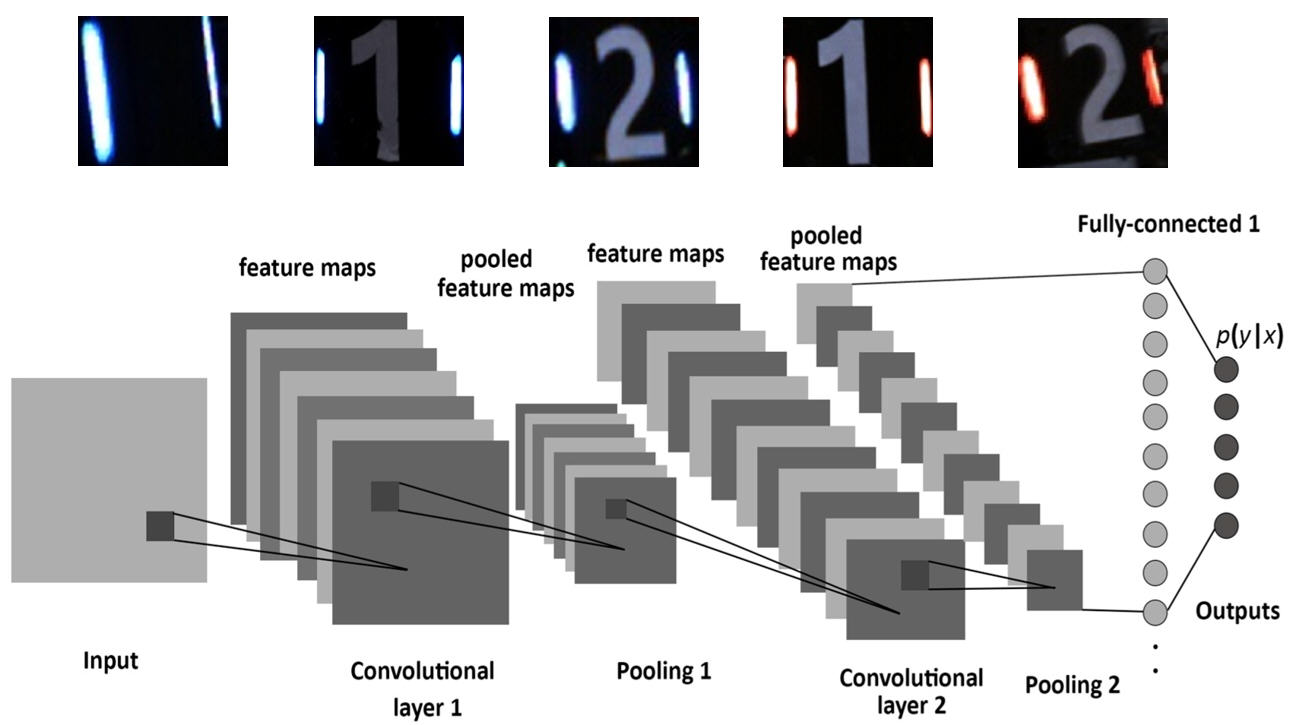 1
2
1
2
Fully-connected 1
feature maps
pooled
feature maps
feature maps
pooled
feature maps
p(y|x)
Input
Convolutional
layer 1
Pooling 1
Convolutional
layer 2
Pooling 2
Outputs